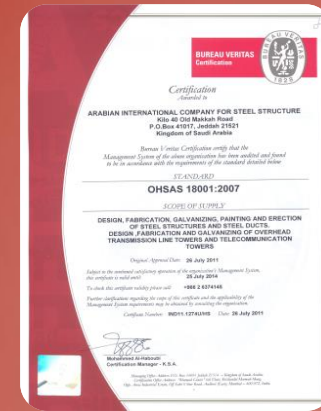 BUREAU VERITAS
Certification
BUREAU VERITAS
1828
Certification
Awarded to
ARABIAN INTERNATIONAL COMPANY FOR STEEL STRUCTURE
Kilo 40 Old Makkah Road
P.O.Box 41017, Jeddah 21521
Kingdom of Saudi Arabia
Bureau Veritas Certification certify that the
Management System of the above organization has been audited and found
to be in accordance with the requirements of the standard detailed below
STANDARD
OHSAS 18001:2007
SCOPE OF SUPPLY
DESIGN, FABRICATION, GALVANIZING, PAINTING AND ERECTION
OF STEEL STRUCTURES AND STEEL DUCTS.
DESIGN ,FABRICATION AND GALVANIZING OF OVERHEAD
TRANSMISSION LINE TOWERS AND TELECOMMUNICATION
TOWERS
Original Approval Date: 26 July 2011
Subject to the continued satisfactory operation of the organization's Management System,
this certificate is valid until: 25 July 2014
To check this certificate validity please call +966 2 6374145
Further clarifications regarding the scope of this certificate and the applicability of the
Management System requirements may be obtained by consulting the organization.
Certificate Number IND11.1274U/HS Date 26 July 2011
Mohammed Al-Haboubi
Certification Manager - K.S.A.